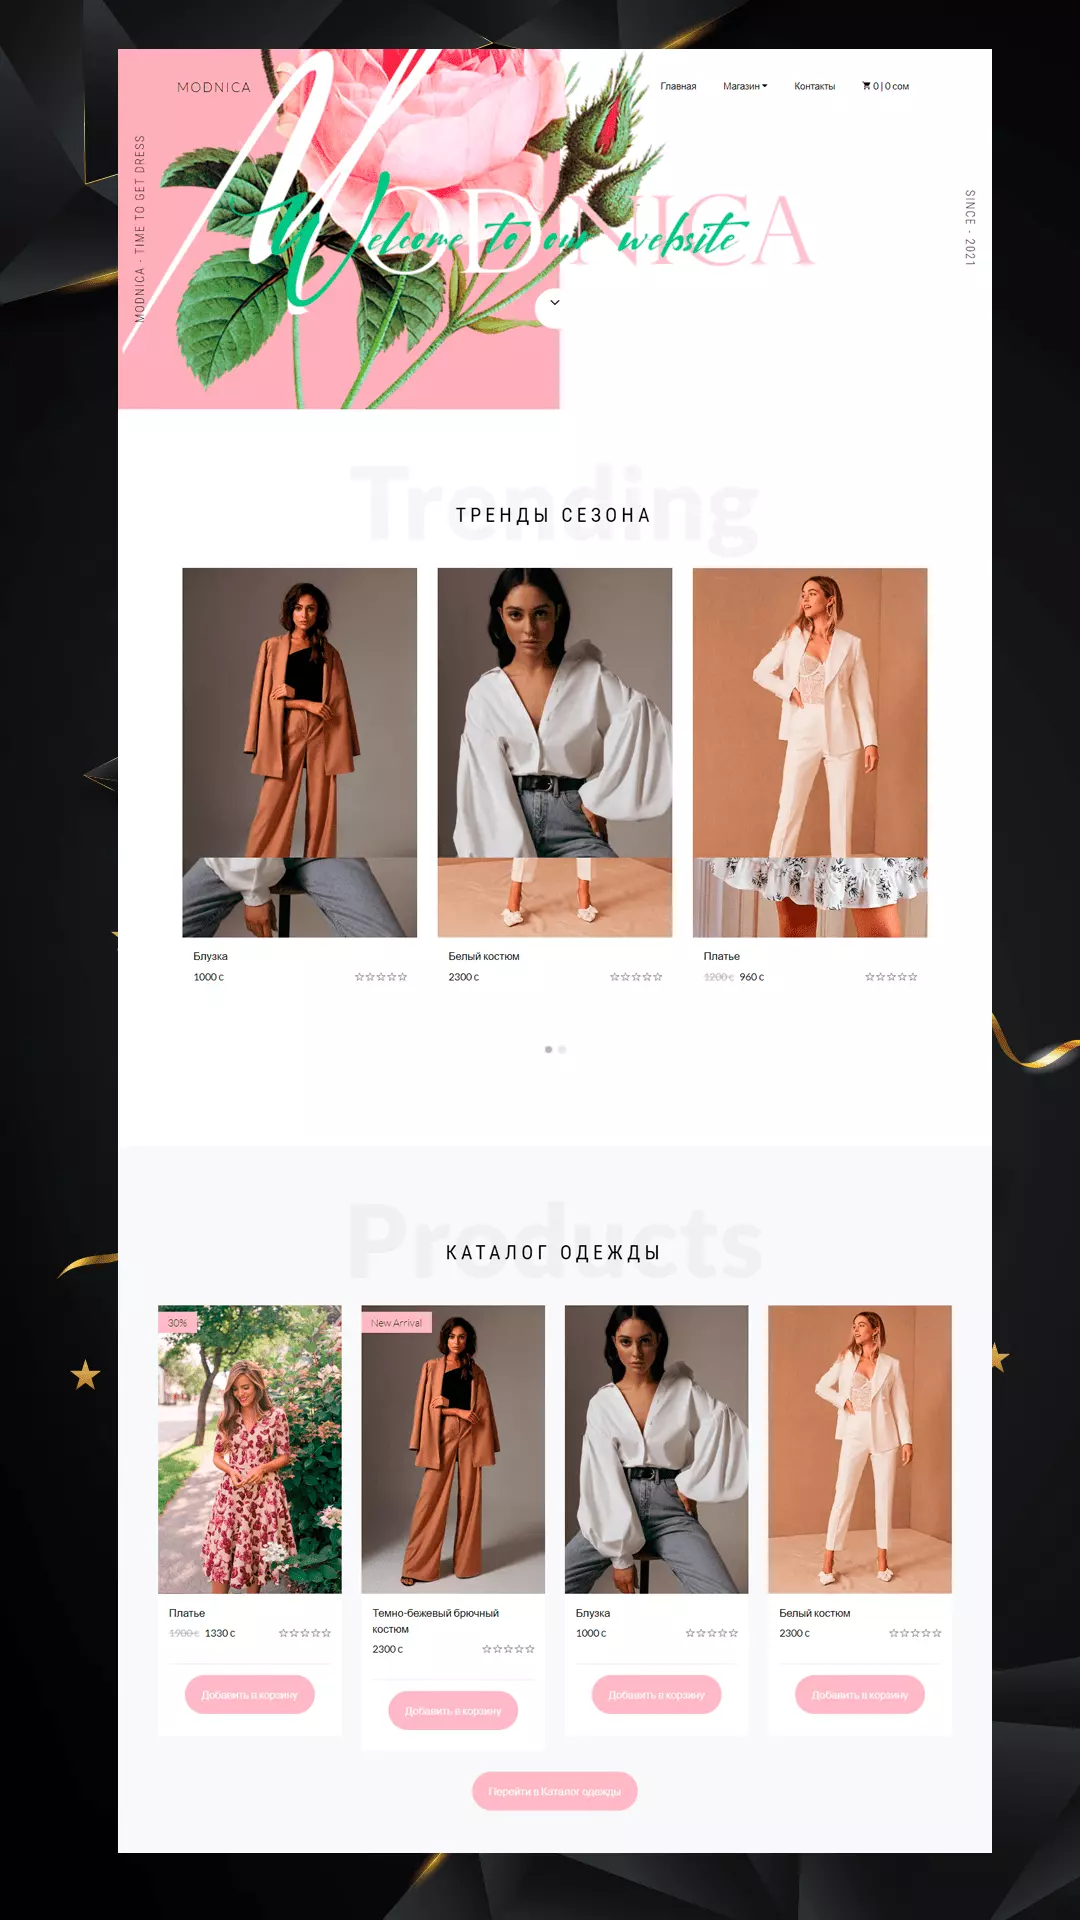 MODNICA
Главная
Магазин
Контакты
0 | 0 сом
MODNICA - TIME TO GET DRESS
SINCE - 2021
MODNICA
Welcome to our website
Trending
ТРЕНДЫ СЕЗОНА
Блузка
1000 с
Белый костюм
2300 с
Платье
1200 с 960 с
Products
КАТАЛОГ ОДЕЖДЫ
30%
New Arrival
Платье
1900 с 1330 с
Добавить в корзину
Темно-бежевый брючный
костюм
2300 с
Добавить в корзину
Блузка
1000 с
Добавить в корзину
Белый костюм
2300 с
Добавить в корзину
Перейти в Каталог одежды